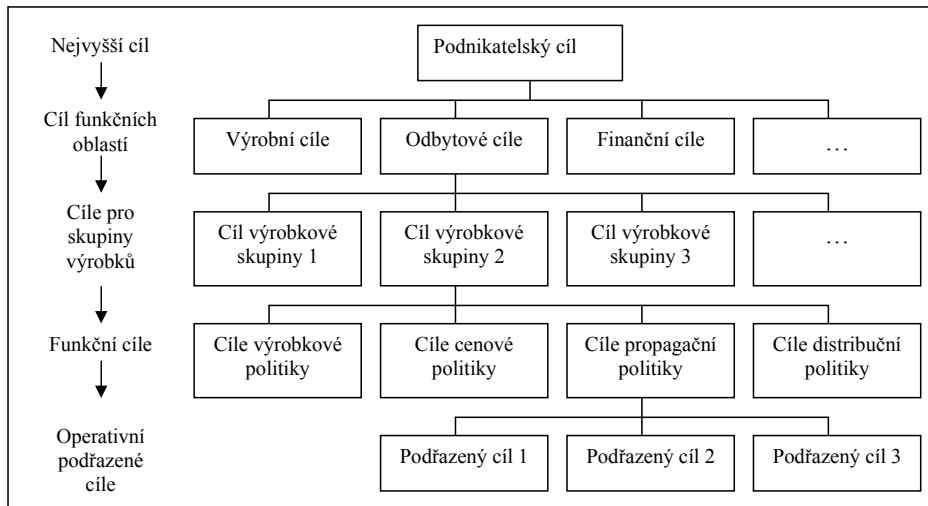 Nejvyšší cíl
Podnikatelský cíl
Cíl funkčních
oblastí
Výrobní cíle
Odbytové cíle
Finanční cíle
…
Cíle pro
skupiny
výrobků
Cíl výrobkové
skupiny 1
Cíl výrobkové
skupiny 2
Cíl výrobkové
skupiny 3
…
Funkční cíle
Cíle výrobkové
politiky
Cíle cenové
politiky
Cíle propagační
politiky
Cíle distribuční
politiky
Operativní
podřazené
cíle
Podřazený cíl 1
Podřazený cíl 2
Podřazený cíl 3